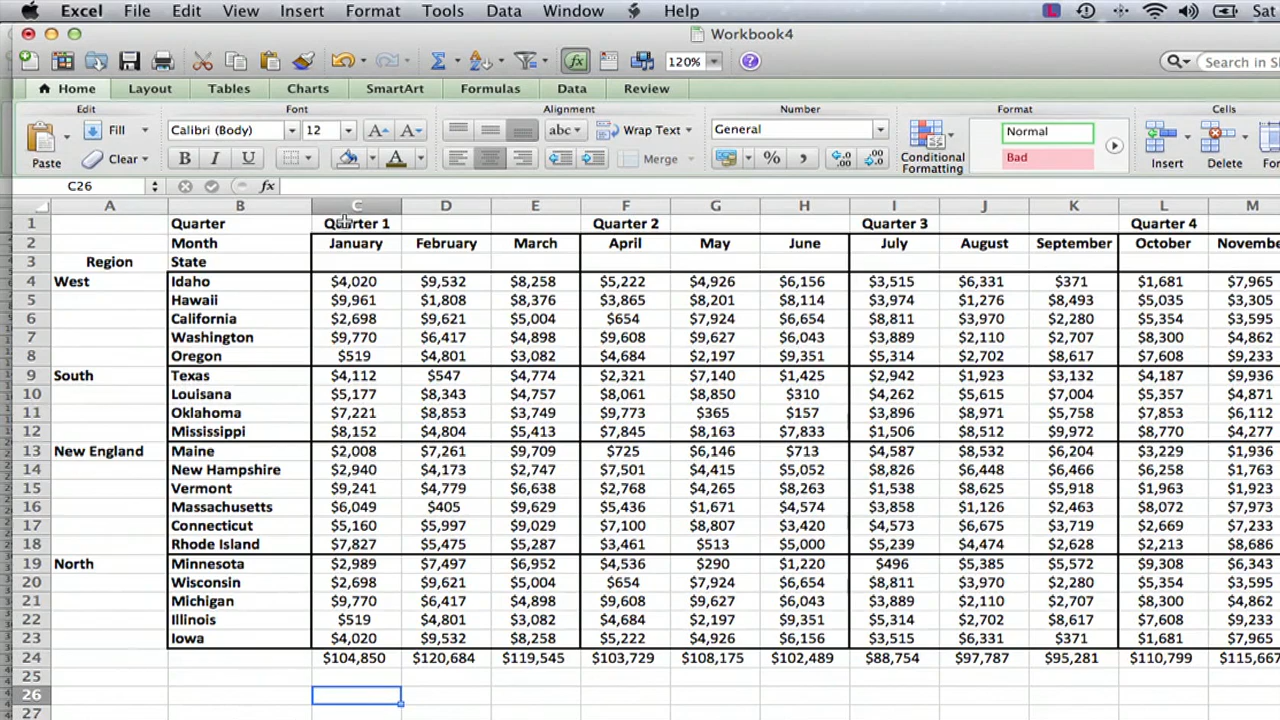 Excel File Edit View Insert Format Tools Data Window Help Sat
Workbook4
120% Search in S
Home Layout Tables Charts SmartArt Formulas Data Review
Edit Font Alignment Number Format Cells
Paste Fill Clear Calibri (Body) 12 abc Wrap Text General Conditional Formatting Normal Insert Delete Fo
B I U Merge % Bad
C26 fx
A B C D E F G H I J K L M
1 Quarter Quarter 1 Quarter 2 Quarter 3 Quarter 4
2 Month January February March April May June July August September October Novembe
3 Region State
4 West Idaho $4,020 $9,532 $8,258 $5,222 $4,926 $6,156 $3,515 $6,331 $371 $1,681 $7,965
5 Hawaii $9,961 $1,808 $8,376 $3,865 $8,201 $8,114 $3,974 $1,276 $8,493 $5,035 $3,305
6 California $2,698 $9,621 $5,004 $654 $7,924 $6,654 $8,811 $3,970 $2,280 $5,354 $3,595
7 Washington $9,770 $6,417 $4,898 $9,608 $9,627 $6,043 $3,889 $2,110 $2,707 $8,300 $4,862
8 Oregon $519 $4,801 $3,082 $4,684 $2,197 $9,351 $5,314 $2,702 $8,617 $7,608 $9,233
9 South Texas $4,112 $547 $4,774 $2,321 $7,140 $1,425 $2,942 $1,923 $3,132 $4,187 $9,936
10 Lousiana $5,177 $8,343 $4,757 $8,061 $8,850 $310 $4,262 $5,615 $7,004 $5,357 $4,871
11 Oklahoma $7,221 $8,853 $3,749 $9,773 $365 $157 $3,896 $8,971 $5,758 $7,853 $6,112
12 Mississippi $8,152 $4,804 $5,413 $7,845 $8,163 $7,833 $1,506 $8,512 $9,972 $8,770 $4,277
13 New England Maine $2,008 $7,261 $9,709 $725 $6,146 $713 $4,587 $8,532 $6,204 $3,229 $1,936
14 New Hampshire $2,940 $4,173 $2,747 $7,501 $4,415 $5,052 $8,826 $6,448 $6,466 $6,258 $1,763
15 Vermont $9,241 $4,779 $6,638 $2,768 $4,265 $8,263 $1,538 $8,625 $5,918 $1,963 $1,923
16 Massachusetts $6,049 $405 $9,629 $5,436 $1,671 $4,574 $3,858 $1,126 $2,463 $8,072 $7,973
17 Connecticut $5,160 $5,997 $9,029 $7,100 $8,807 $3,420 $4,573 $6,675 $3,719 $2,669 $7,233
18 Rhode Island $7,827 $5,475 $5,287 $3,461 $513 $5,000 $5,239 $4,474 $2,628 $2,213 $8,686
19 North Minnesota $2,989 $7,497 $6,952 $4,536 $290 $1,220 $496 $5,385 $5,572 $9,308 $6,343
20 Wisconsin $2,698 $9,621 $5,004 $654 $7,924 $6,654 $8,811 $3,970 $2,280 $5,354 $3,595
21 Michigan $9,770 $6,417 $4,898 $9,608 $9,627 $6,043 $3,889 $2,110 $2,707 $8,300 $4,862
22 Illinois $519 $4,801 $3,082 $4,684 $2,197 $9,351 $5,314 $2,702 $8,617 $7,608 $9,233
23 Iowa $4,020 $9,532 $8,258 $5,222 $4,926 $6,156 $3,515 $6,331 $371 $1,681 $7,965
24 $104,850 $120,684 $119,545 $103,729 $108,175 $102,489 $88,754 $97,787 $95,281 $110,799 $115,667
25
26
27